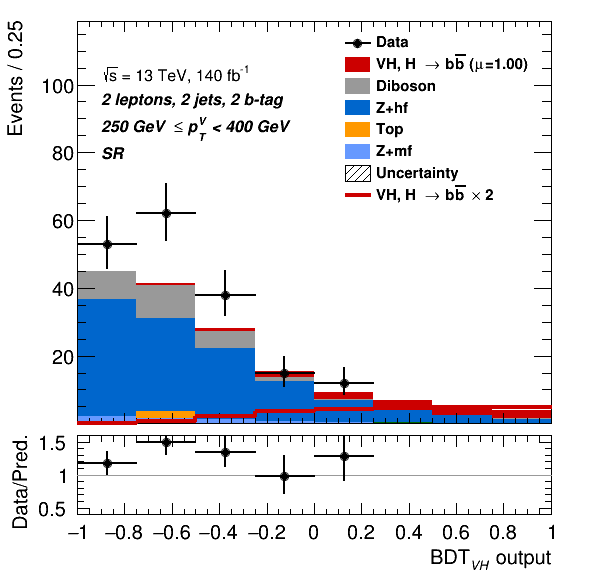 Events / 0.25
100
80
60
40
20
√s = 13 TeV, 140 fb⁻¹
2 leptons, 2 jets, 2 b-tag
250 GeV ≤ p_T^V < 400 GeV
SR
Data
VH, H → bb̅ (μ=1.00)
Diboson
Z+hf
Top
Z+mf
Uncertainty
VH, H → bb̅ × 2
Data/Pred.
1.5
1
0.5
−1 −0.8 −0.6 −0.4 −0.2 0 0.2 0.4 0.6 0.8 1
BDT_VH output